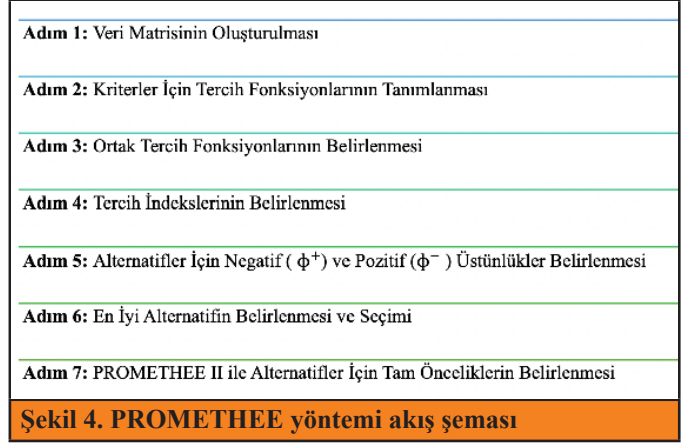 Adım 1: Veri Matrisinin Oluşturulması
Adım 2: Kriterler İçin Tercih Fonksiyonlarının Tanımlanması
Adım 3: Ortak Tercih Fonksiyonlarının Belirlenmesi
Adım 4: Tercih İndekslerinin Belirlenmesi
Adım 5: Alternatifler İçin Negatif ( ϕ⁺) ve Pozitif (ϕ⁻ ) Üstünlükler Belirlenmesi
Adım 6: En İyi Alternatifin Belirlenmesi ve Seçimi
Adım 7: PROMETHEE II ile Alternatifler İçin Tam Önceliklerin Belirlenmesi
Şekil 4. PROMETHEE yöntemi akış şeması